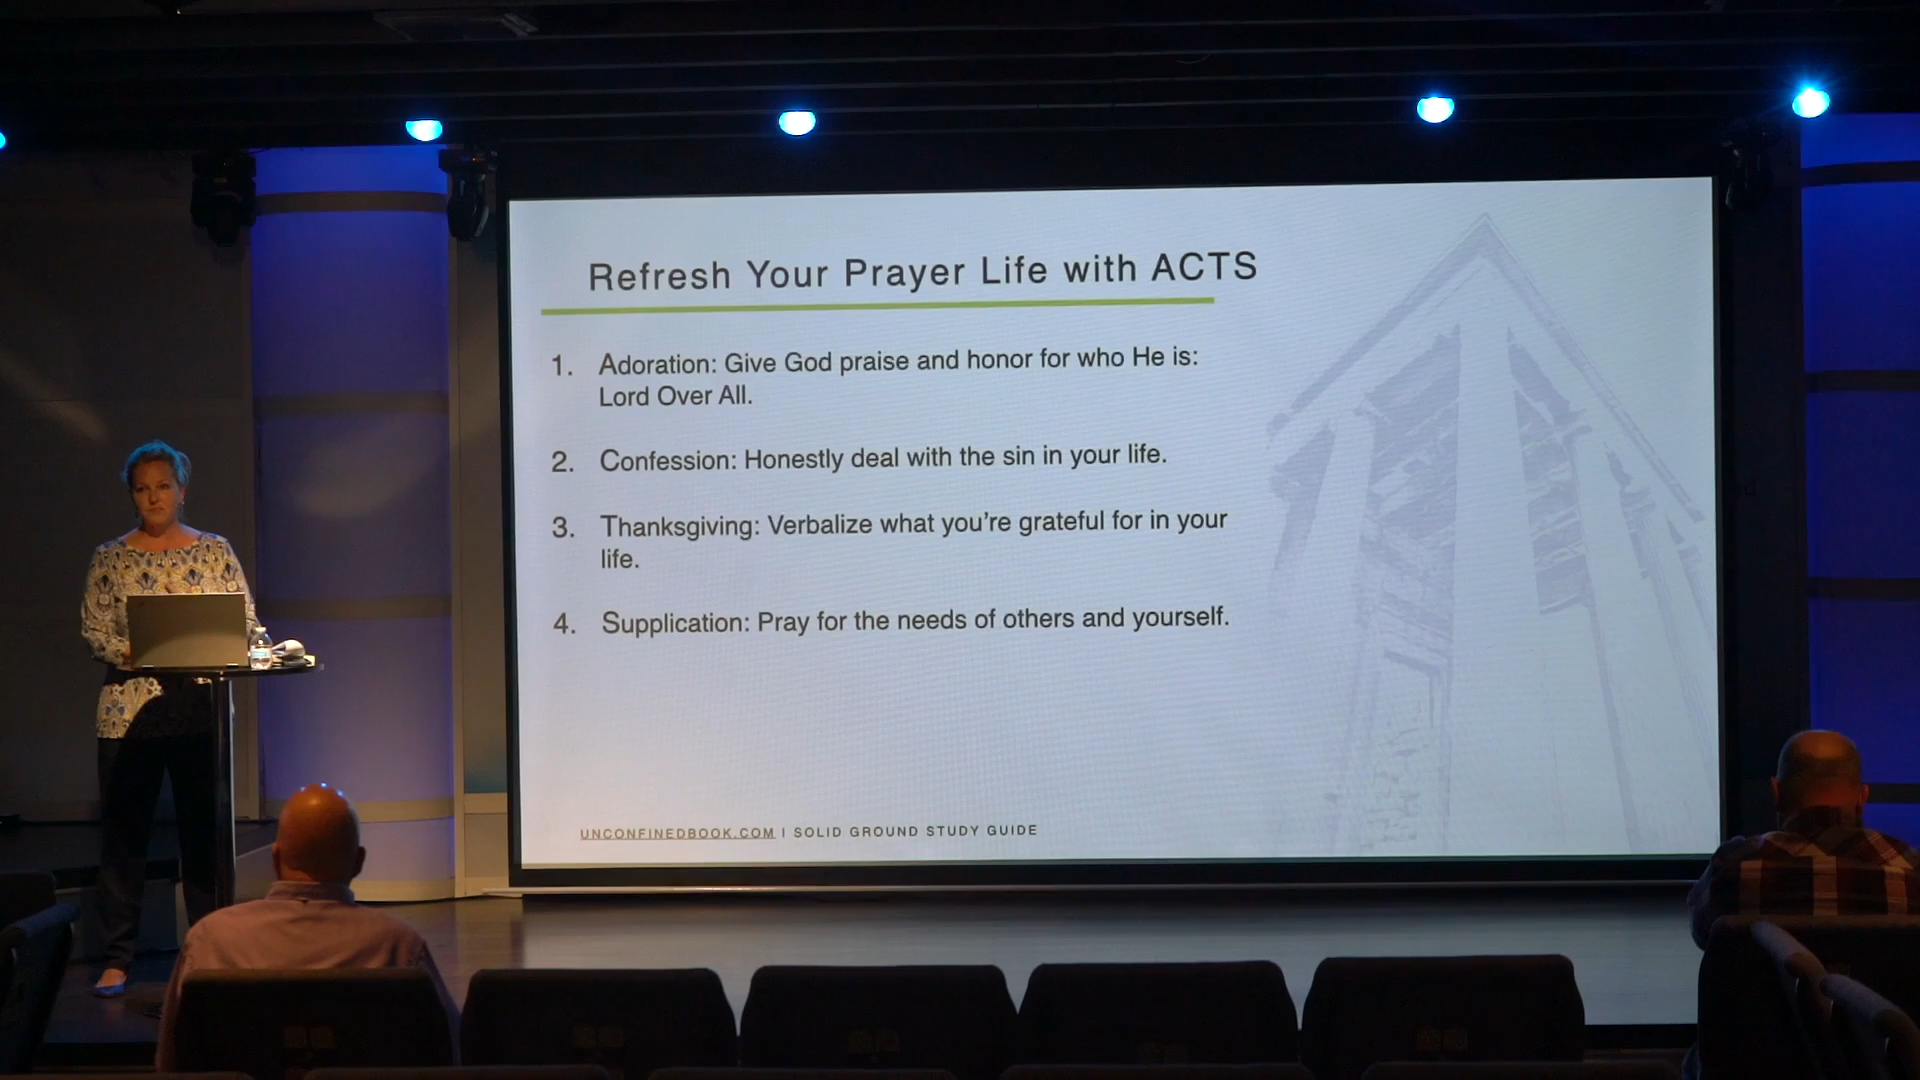 Refresh Your Prayer Life with ACTS
1. Adoration: Give God praise and honor for who He is:
Lord Over All.
2. Confession: Honestly deal with the sin in your life.
3. Thanksgiving: Verbalize what you’re grateful for in your
life.
4. Supplication: Pray for the needs of others and yourself.
UNCONFINEDBOOK.COM I SOLID GROUND STUDY GUIDE